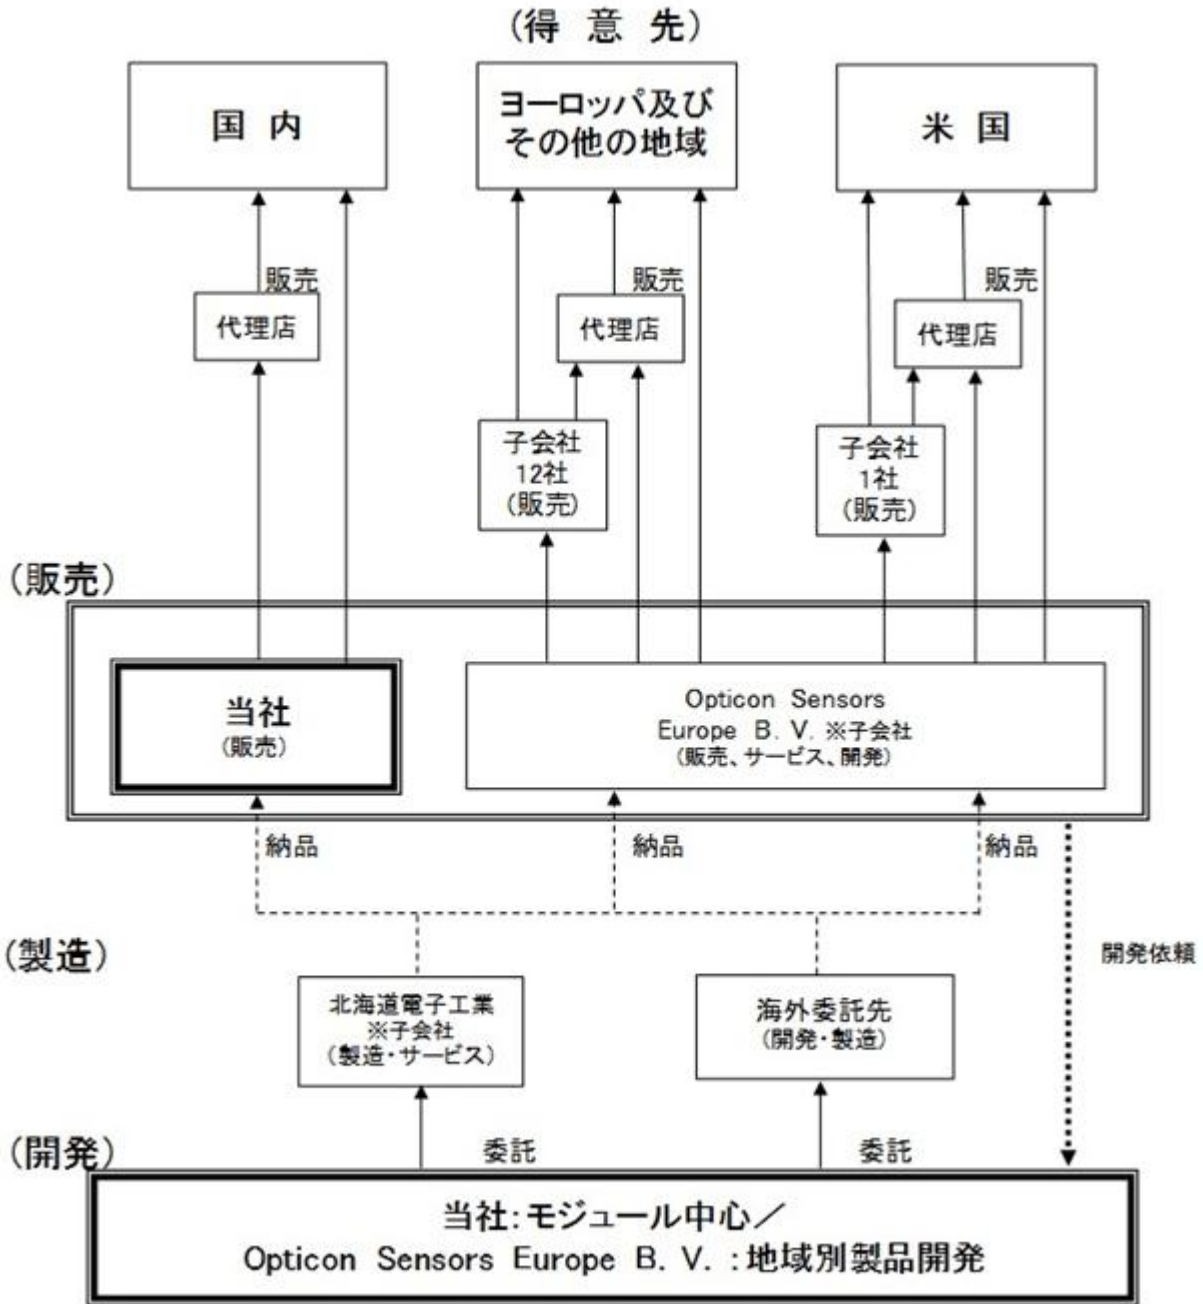 (得 意 先)
国 内
ヨーロッパ及び
その他の地域
米 国
販売
販売
販売
代理店
代理店
代理店
子会社
12社
(販売)
子会社
1社
(販売)
(販売)
当社
(販売)
Opticon Sensors
Europe B. V. ※子会社
(販売、サービス、開発)
納品
納品
納品
(製造)
開発依頼
北海道電子工業
※子会社
(製造・サービス)
海外委託先
(開発・製造)
(開発)
委託
委託
当社:モジュール中心/
Opticon Sensors Europe B. V. :地域別製品開発